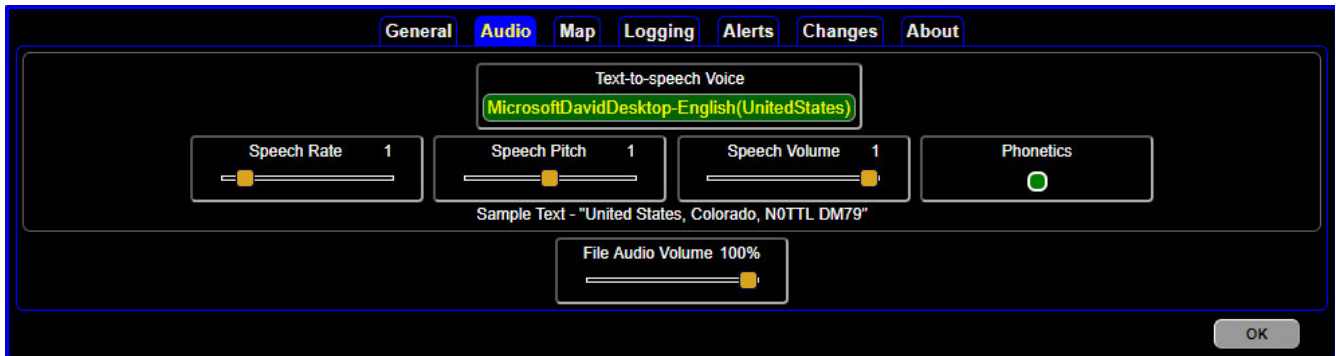 General Audio Map Logging Alerts Changes About
Text-to-speech Voice
MicrosoftDavidDesktop-English(UnitedStates)
Speech Rate 1 Speech Pitch 1 Speech Volume 1 Phonetics
Sample Text - "United States, Colorado, N0TTL DM79"
File Audio Volume 100%
OK